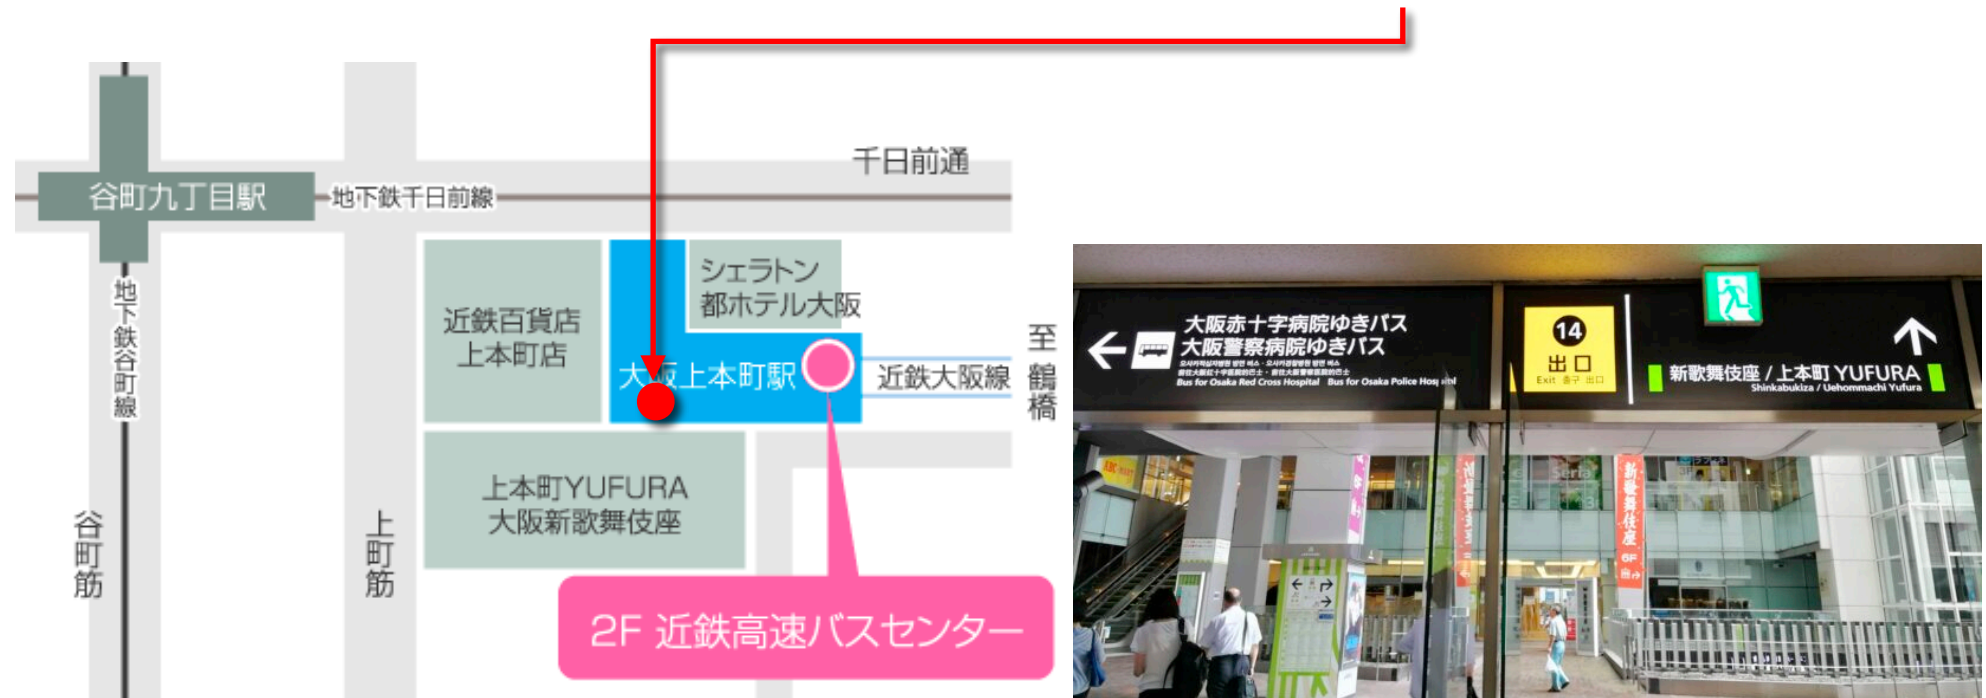 千日前通
谷町九丁目駅
地下鉄千日前線
地下鉄谷町線
シェラトン
都ホテル大阪
近鉄百貨店
上本町店
大阪上本町駅
近鉄大阪線
至鶴橋
上本町YUFURA
大阪新歌舞伎座
谷町筋
上町筋
2F 近鉄高速バスセンター
大阪赤十字病院ゆきバス
大阪警察病院ゆきバス
Bus for Osaka Red Cross Hospital Bus for Osaka Police Hospital
14
出口
Exit 출구 出口
新歌舞伎座 / 上本町 YUFURA
Shinkabukiza / Uehommachi Yufura
ABC-MART
Seria
新歌舞伎座
6F